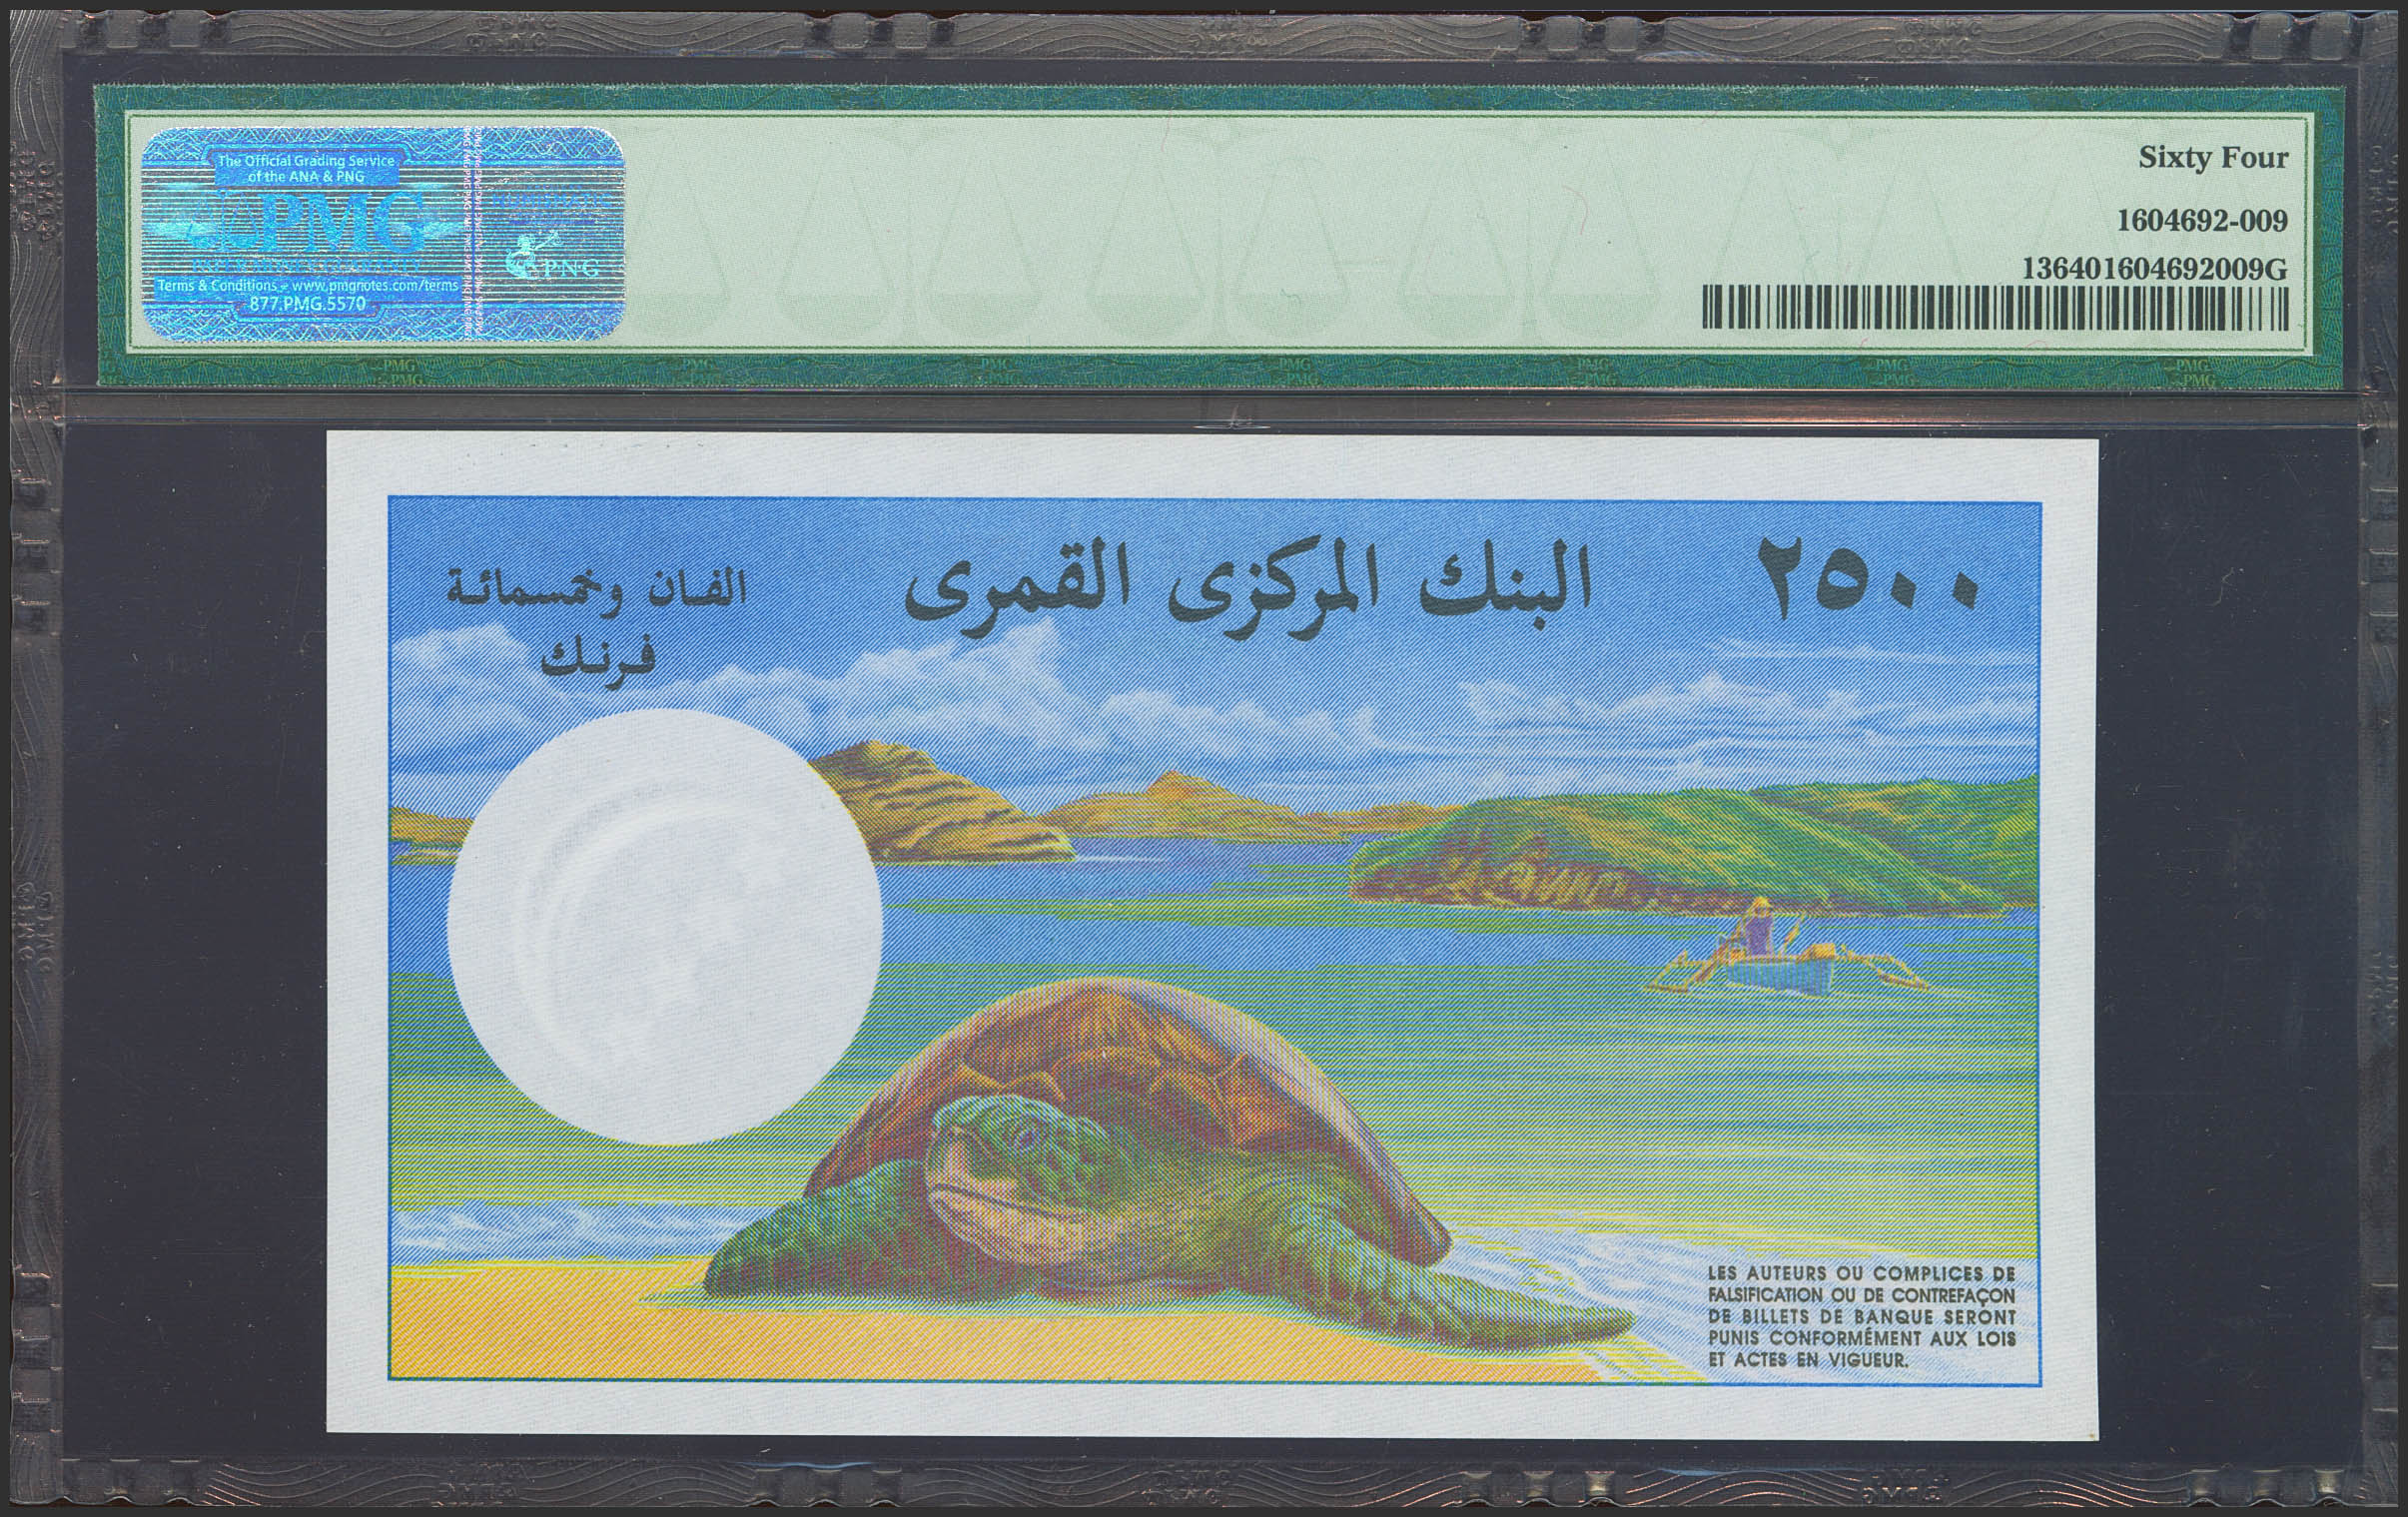 The Official Grading Service
of the ANA & PNG
PMG
PNG
Terms & Conditions – www.pmgnotes.com/terms
877.PMG.5570
Sixty Four
1604692-009
136401604692009G
٢٥٠٠
البنك المركزى القمرى
الفان وخمسمائة
فرنك
LES AUTEURS OU COMPLICES DE
FALSIFICATION OU DE CONTREFAÇON
DE BILLETS DE BANQUE SERONT
PUNIS CONFORMÉMENT AUX LOIS
ET ACTES EN VIGUEUR.